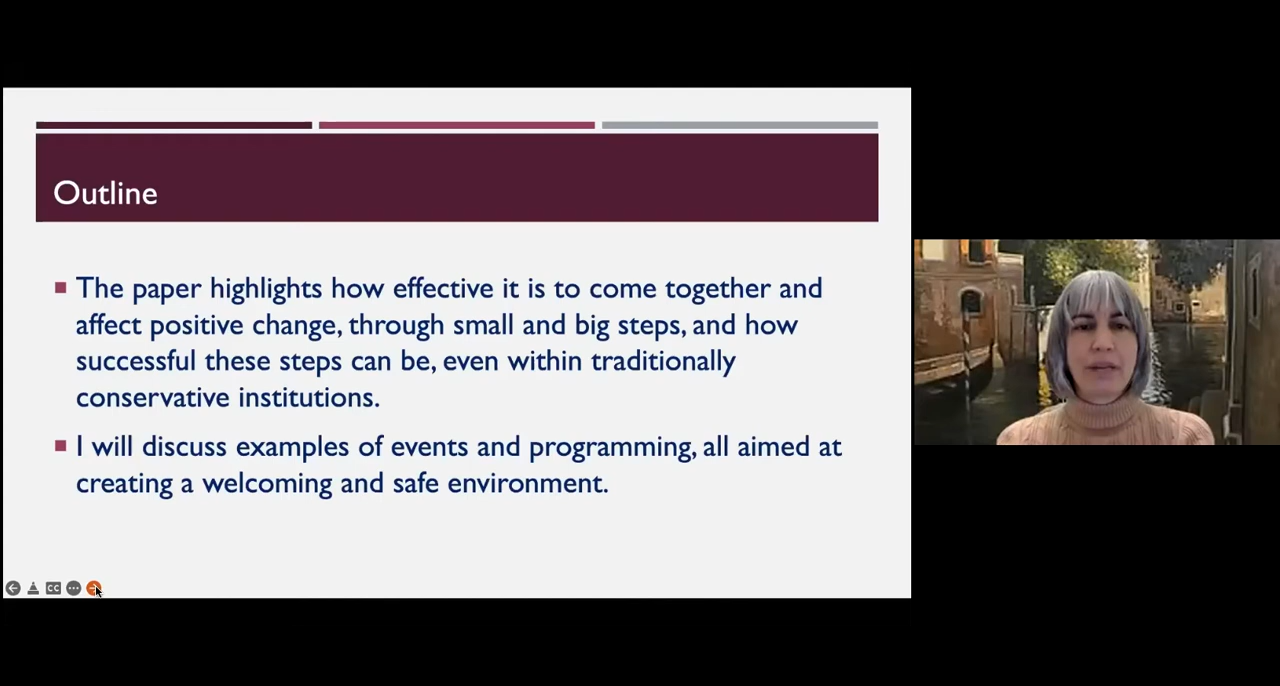 Outline
The paper highlights how effective it is to come together and
affect positive change, through small and big steps, and how
successful these steps can be, even within traditionally
conservative institutions.
I will discuss examples of events and programming, all aimed at
creating a welcoming and safe environment.
CC